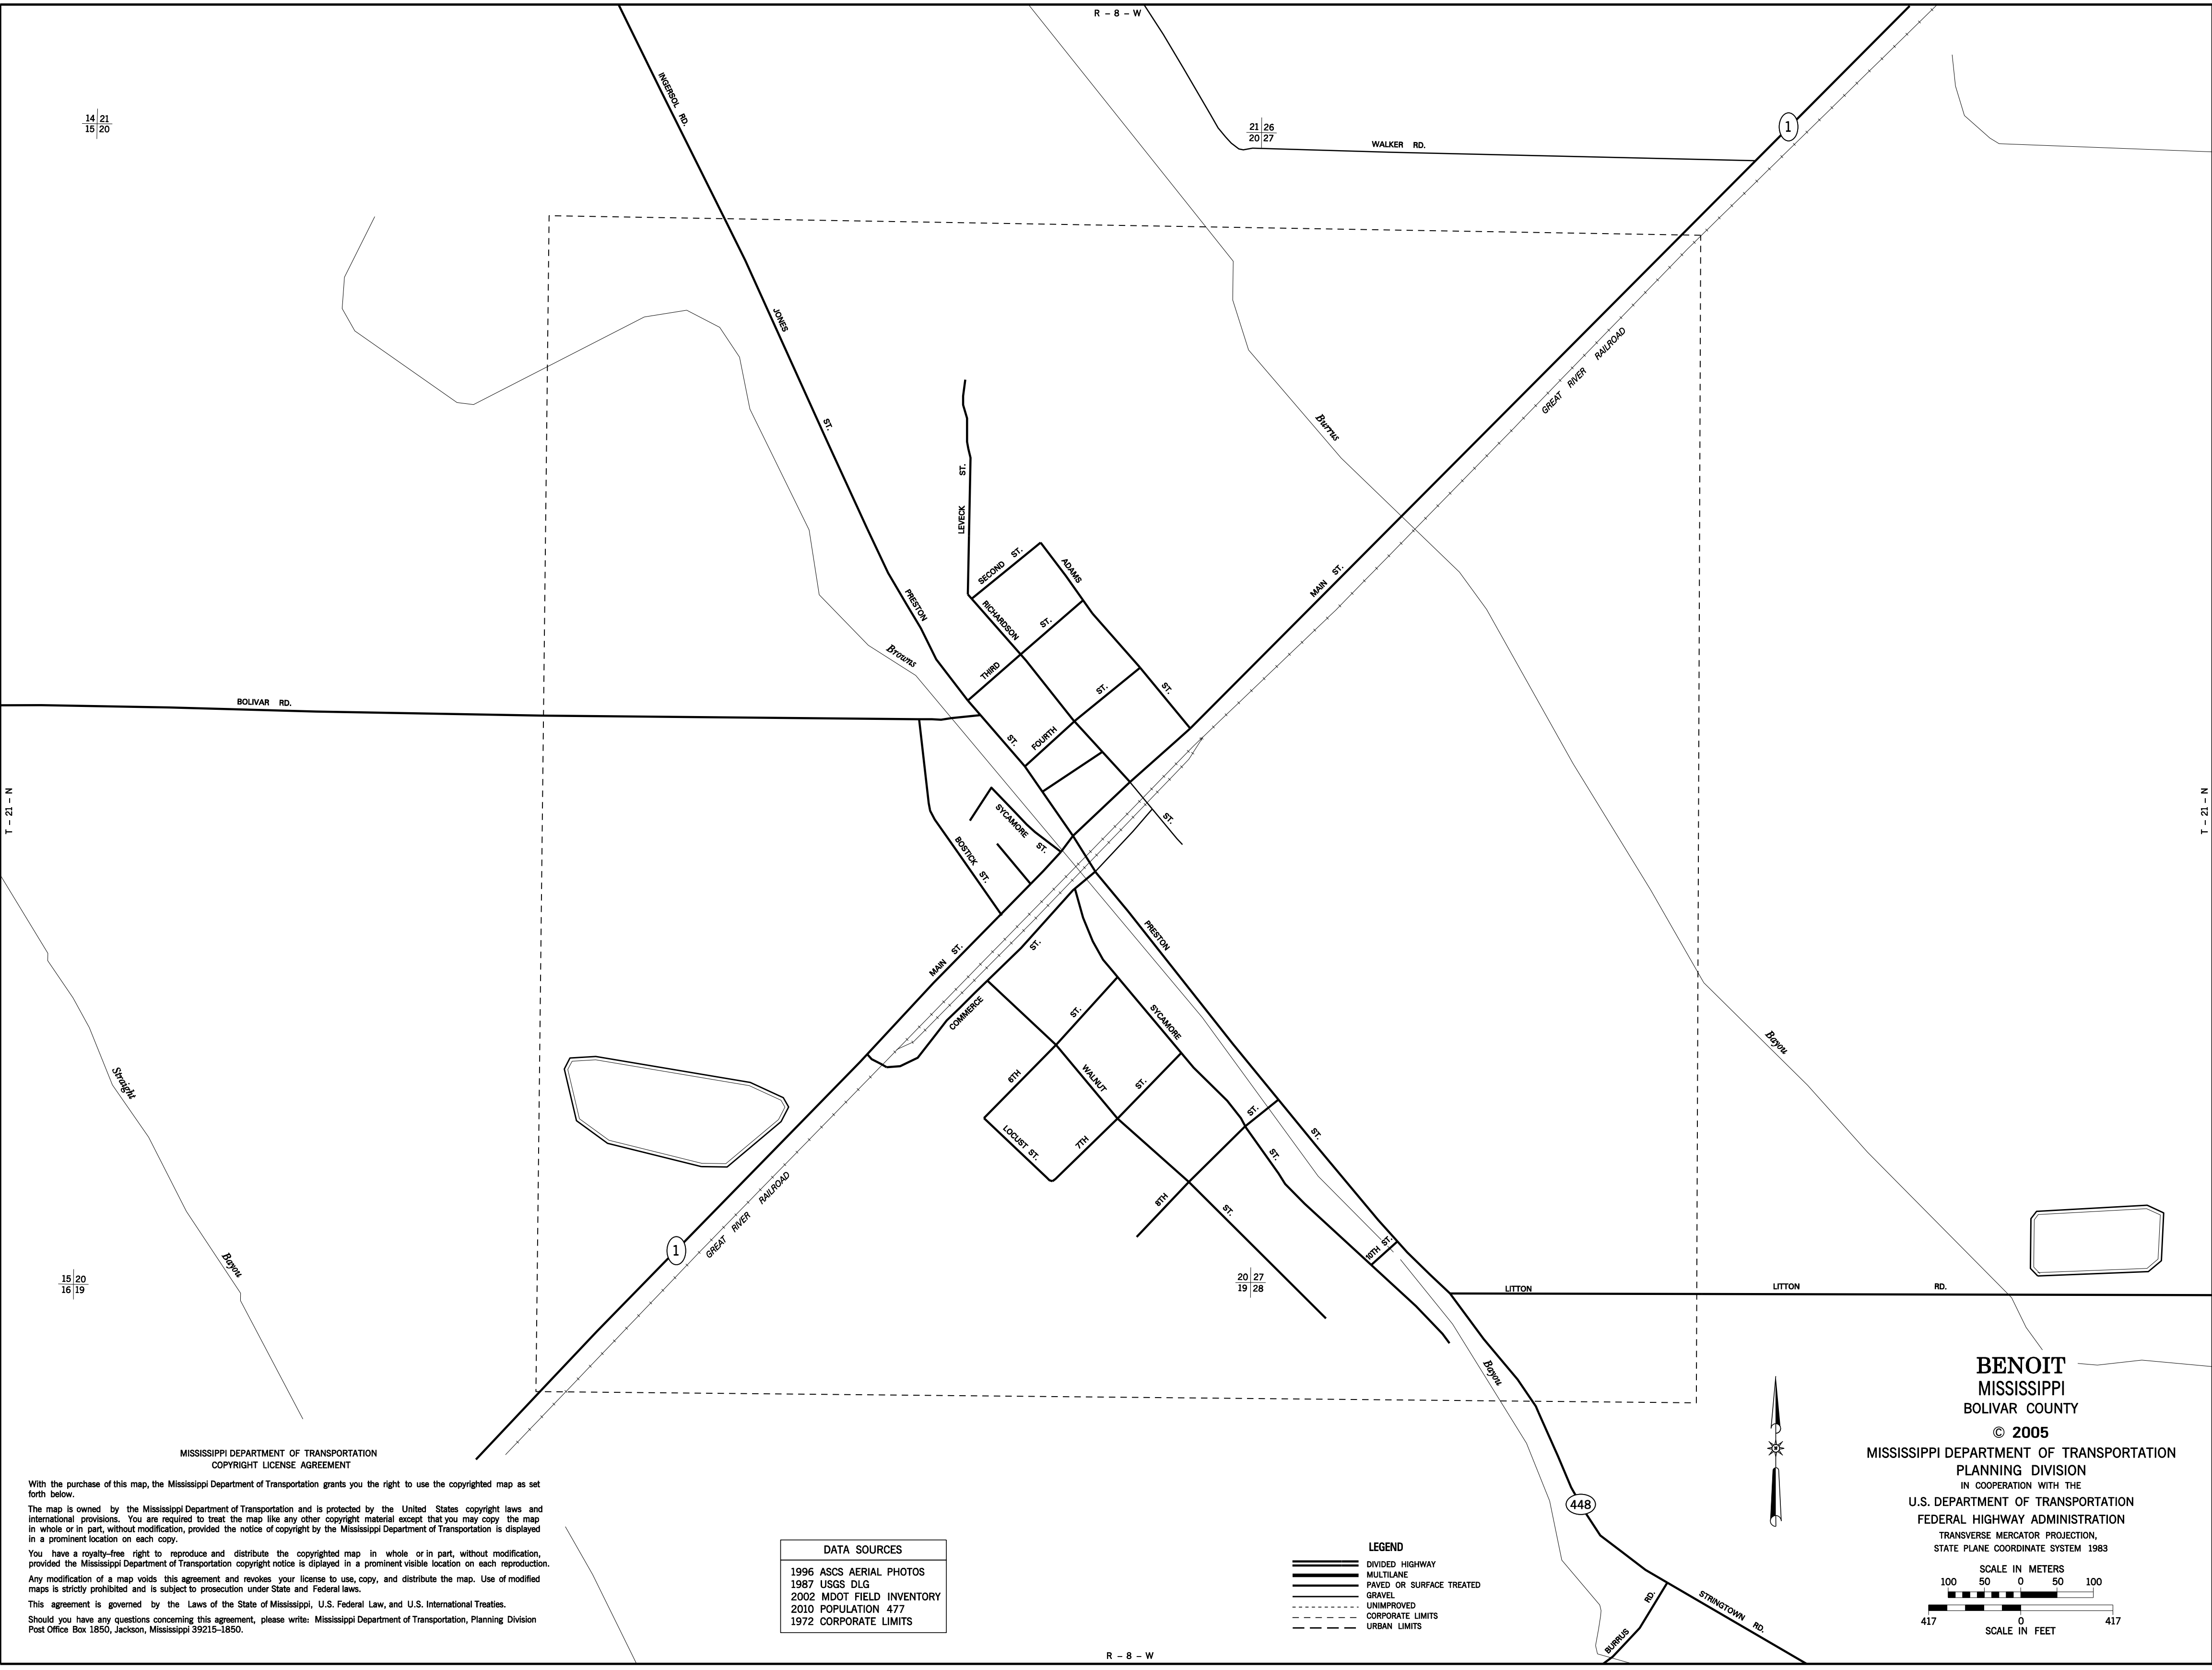 R - 8 - W
INGERSOL RD.
14 21
15 20
21 26
20 27
WALKER RD.
1
JONES ST.
GREAT RIVER RAILROAD
Burrus
LEVECK ST.
SECOND ST.
ADAMS ST.
MAIN ST.
PRESTON ST.
RICHARDSON ST.
THIRD ST.
Browns
BOLIVAR RD.
FOURTH ST.
T - 21 - N
T - 21 - N
SYCAMORE ST.
BOSTICK ST.
MAIN ST.
COMMERCE ST.
PRESTON ST.
SYCAMORE ST.
6TH ST.
WALNUT ST.
7TH ST.
LOCUST ST.
8TH ST.
10TH ST.
Straight
Bayou
Bayou
GREAT RIVER RAILROAD
1
15 20
16 19
20 27
19 28
LITTON
LITTON RD.
Bayou
448
BURRUS RD.
STRINGTOWN RD.
R - 8 - W
MISSISSIPPI DEPARTMENT OF TRANSPORTATION
COPYRIGHT LICENSE AGREEMENT
With the purchase of this map, the Mississippi Department of Transportation grants you the right to use the copyrighted map as set
forth below.
The map is owned by the Mississippi Department of Transportation and is protected by the United States copyright laws and
international provisions. You are required to treat the map like any other copyright material except that you may copy the map
in whole or in part, without modification, provided the notice of copyright by the Mississippi Department of Transportation is displayed
in a prominent location on each copy.
You have a royalty-free right to reproduce and distribute the copyrighted map in whole or in part, without modification,
provided the Mississippi Department of Transportation copyright notice is diplayed in a prominent visible location on each reproduction.
Any modification of a map voids this agreement and revokes your license to use, copy, and distribute the map. Use of modified
maps is strictly prohibited and is subject to prosecution under State and Federal laws.
This agreement is governed by the Laws of the State of Mississippi, U.S. Federal Law, and U.S. International Treaties.
Should you have any questions concerning this agreement, please write: Mississippi Department of Transportation, Planning Division
Post Office Box 1850, Jackson, Mississippi 39215-1850.
DATA SOURCES
1996 ASCS AERIAL PHOTOS
1987 USGS DLG
2002 MDOT FIELD INVENTORY
2010 POPULATION 477
1972 CORPORATE LIMITS
LEGEND
DIVIDED HIGHWAY
MULTILANE
PAVED OR SURFACE TREATED
GRAVEL
UNIMPROVED
CORPORATE LIMITS
URBAN LIMITS
BENOIT
MISSISSIPPI
BOLIVAR COUNTY
© 2005
MISSISSIPPI DEPARTMENT OF TRANSPORTATION
PLANNING DIVISION
IN COOPERATION WITH THE
U.S. DEPARTMENT OF TRANSPORTATION
FEDERAL HIGHWAY ADMINISTRATION
TRANSVERSE MERCATOR PROJECTION,
STATE PLANE COORDINATE SYSTEM 1983
SCALE IN METERS
100 50 0 50 100
417 0 417
SCALE IN FEET